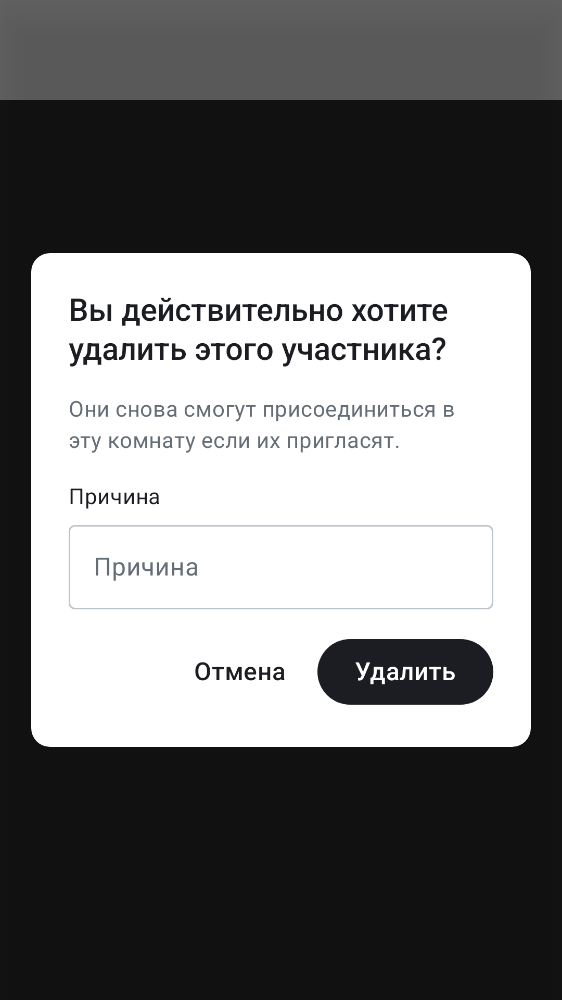 Вы действительно хотите
удалить этого участника?
Они снова смогут присоединиться в
эту комнату если их пригласят.
Причина
Причина
Отмена
Удалить